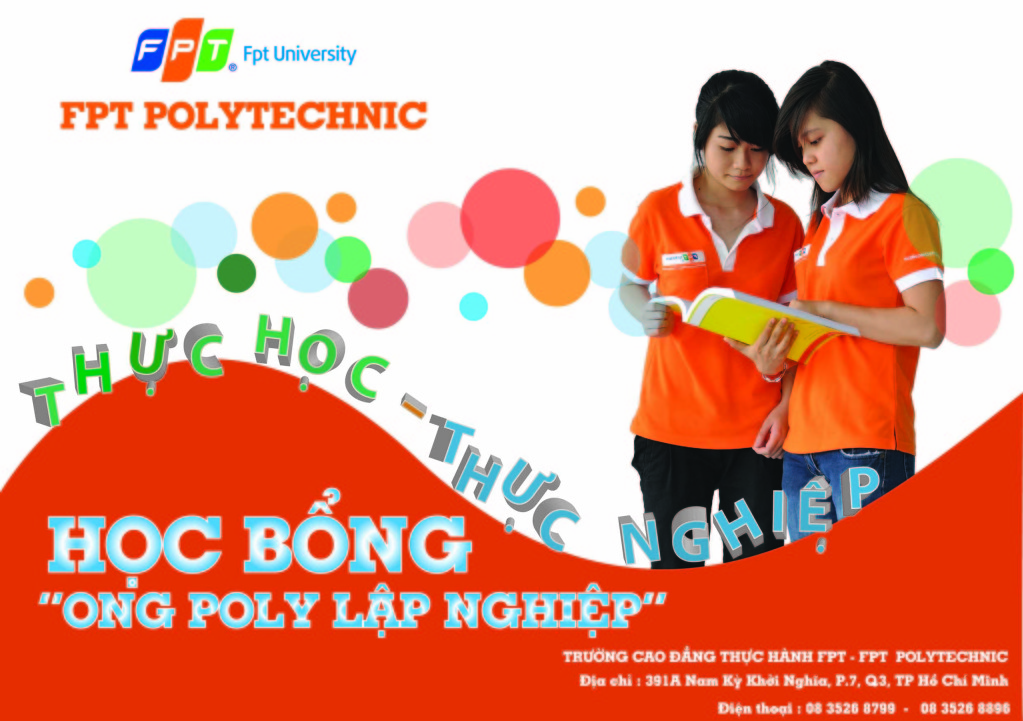 FPT® Fpt University
FPT POLYTECHNIC
THỰC HỌC - THỰC NGHIỆP
HỌC BỔNG
“ONG POLY LẬP NGHIỆP”
TRƯỜNG CAO ĐẲNG THỰC HÀNH FPT - FPT POLYTECHNIC
Địa chỉ : 391A Nam Kỳ Khởi Nghĩa, P.7, Q3, TP Hồ Chí Minh
Điện thoại : 08 3526 8799 - 08 3526 8896